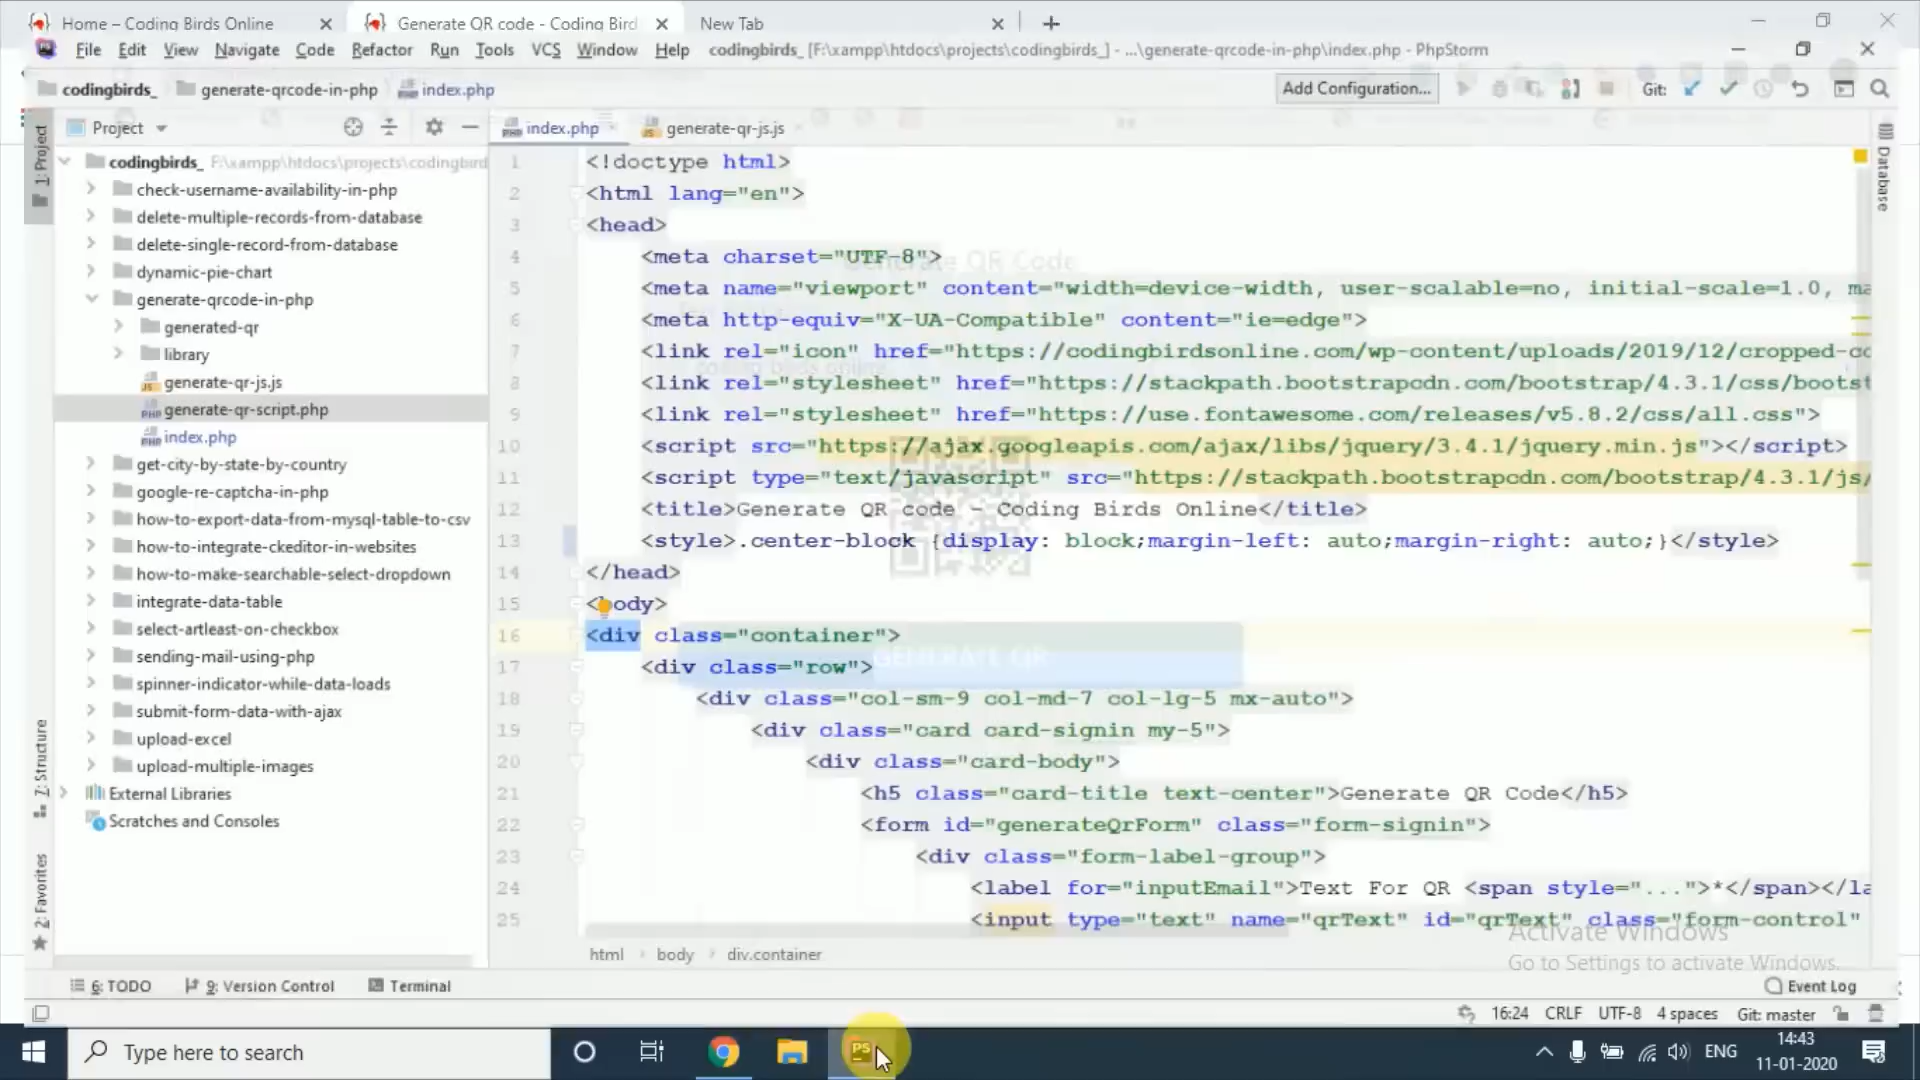 Home – Coding Birds Online
Generate QR code - Coding Bird
New Tab
File Edit View Navigate Code Refactor Run Tools VCS Window Help codingbirds_ [F:\xampp\htdocs\projects\codingbirds_] - ...\generate-qrcode-in-php\index.php - PhpStorm
codingbirds_ generate-qrcode-in-php index.php
Add Configuration... Git:
Project
index.php
generate-qr-js.js
1: Project
Database
codingbirds_ F:\xampp\htdocs\projects\codingbird
check-username-availability-in-php
delete-multiple-records-from-database
delete-single-record-from-database
dynamic-pie-chart
generate-qrcode-in-php
generated-qr
library
generate-qr-js.js
generate-qr-script.php
index.php
get-city-by-state-by-country
google-re-captcha-in-php
how-to-export-data-from-mysql-table-to-csv
how-to-integrate-ckeditor-in-websites
how-to-make-searchable-select-dropdown
integrate-data-table
select-artleast-on-checkbox
sending-mail-using-php
spinner-indicator-while-data-loads
submit-form-data-with-ajax
upload-excel
upload-multiple-images
External Libraries
Scratches and Consoles
7: Structure
2: Favorites
1 <!doctype html>
2 <html lang="en">
3 <head>
4 <meta charset="UTF-8">
5 <meta name="viewport" content="width=device-width, user-scalable=no, initial-scale=1.0, ma
6 <meta http-equiv="X-UA-Compatible" content="ie=edge">
7 <link rel="icon" href="https://codingbirdsonline.com/wp-content/uploads/2019/12/cropped-co
8 <link rel="stylesheet" href="https://stackpath.bootstrapcdn.com/bootstrap/4.3.1/css/bootst
9 <link rel="stylesheet" href="https://use.fontawesome.com/releases/v5.8.2/css/all.css">
10 <script src="https://ajax.googleapis.com/ajax/libs/jquery/3.4.1/jquery.min.js"></script>
11 <script type="text/javascript" src="https://stackpath.bootstrapcdn.com/bootstrap/4.3.1/js/
12 <title>Generate QR code - Coding Birds Online</title>
13 <style>.center-block {display: block;margin-left: auto;margin-right: auto;}</style>
14 </head>
15 <body>
16 <div class="container">
17 <div class="row">
18 <div class="col-sm-9 col-md-7 col-lg-5 mx-auto">
19 <div class="card card-signin my-5">
20 <div class="card-body">
21 <h5 class="card-title text-center">Generate QR Code</h5>
22 <form id="generateQrForm" class="form-signin">
23 <div class="form-label-group">
24 <label for="inputEmail">Text For QR <span style="...">*</span></la
25 <input type="text" name="qrText" id="qrText" class="form-control"
Generate QR Code
coding birds online
GENERATE QR
html body div.container
Activate Windows
Go to Settings to activate Windows.
6: TODO 9: Version Control Terminal Event Log
16:24 CRLF UTF-8 4 spaces Git: master
Type here to search
PS
ENG
14:43
11-01-2020